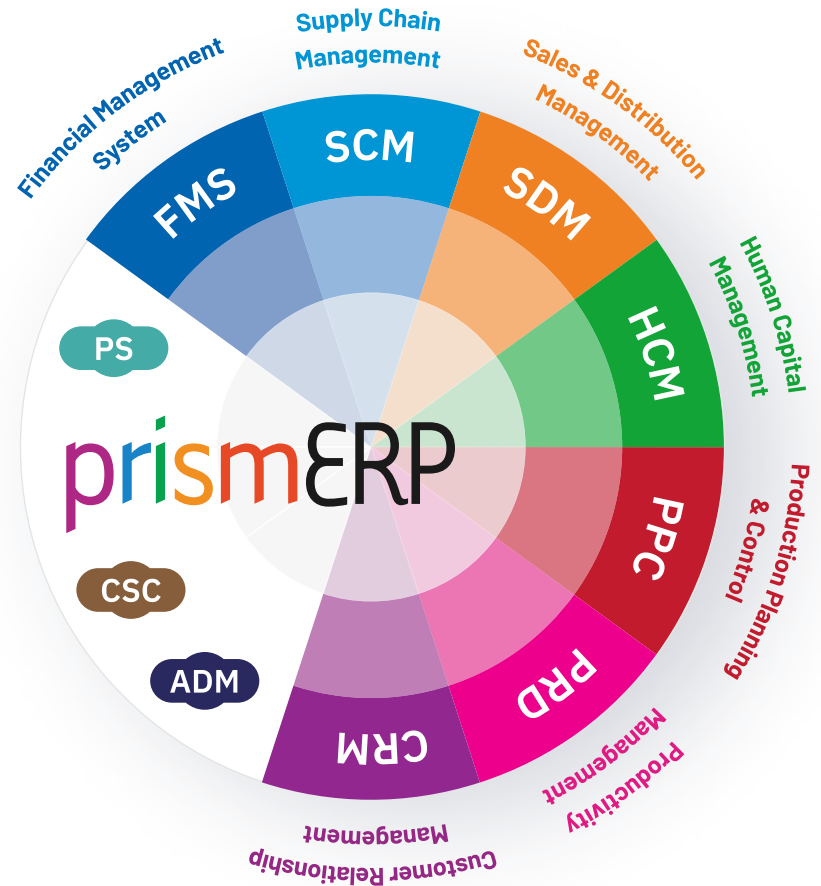 Financial Management
System
FMS
Supply Chain
Management
SCM
Sales & Distribution
Management
SDM
Human Capital
Management
HCM
Production Planning
& Control
PPC
Productivity
Management
PRD
Customer Relationship
Management
CRM
PS
prismERP
CSC
ADM